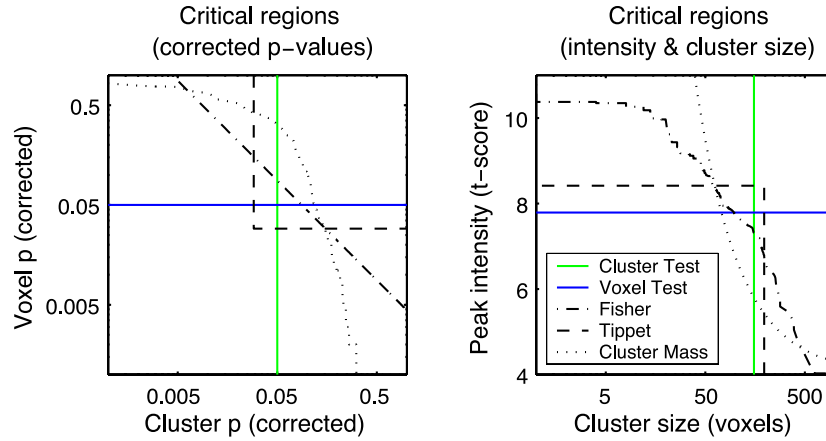 Critical regions
(corrected p-values)
0.5
0.05
0.005
Voxel p (corrected)
0.005
0.05
0.5
Cluster p (corrected)
Critical regions
(intensity & cluster size)
10
8
6
4
Peak intensity (t-score)
Cluster Test
Voxel Test
Fisher
Tippet
Cluster Mass
5
50
500
Cluster size (voxels)